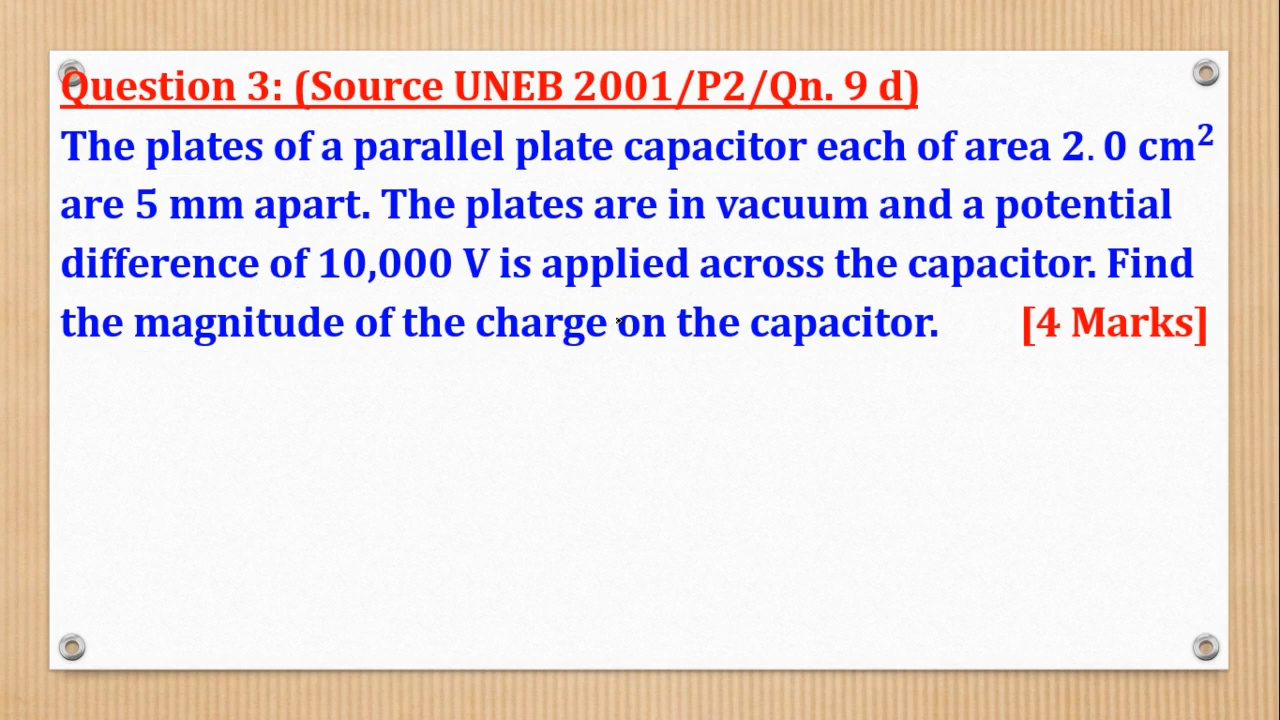 Question 3: (Source UNEB 2001/P2/Qn. 9 d)
The plates of a parallel plate capacitor each of area 2. 0 cm²
are 5 mm apart. The plates are in vacuum and a potential
difference of 10,000 V is applied across the capacitor. Find
the magnitude of the charge on the capacitor. [4 Marks]